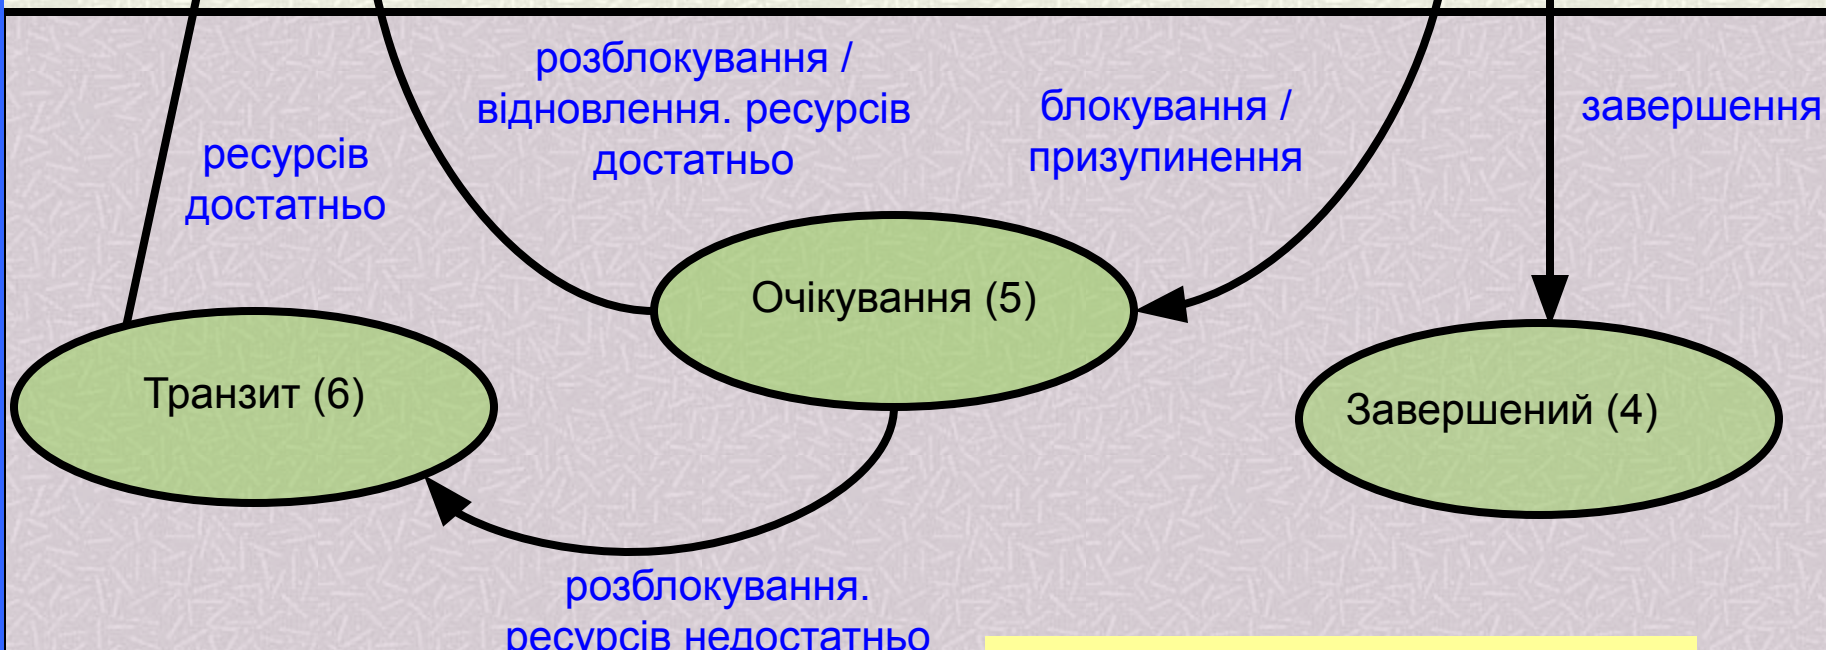 розблокування /
відновлення. ресурсів
достатньо
блокування /
призупинення
завершення
ресурсів
достатньо
Очікування (5)
Транзит (6)
Завершений (4)
розблокування.
ресурсів недостатньо